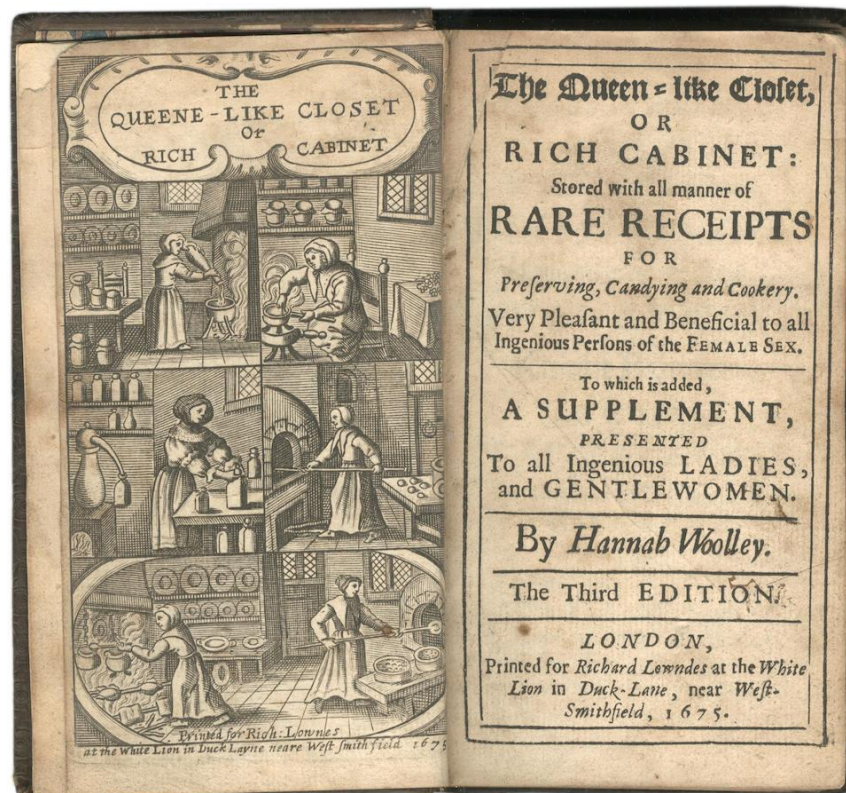 THE
QUEENE-LIKE CLOSET
Or
RICH CABINET
Printed for Rich: Lownes
at the White Lion in Duck Layne neare West smithfield 1675
The Queen-like Cloſet,
OR
RICH CABINET:
Stored with all manner of
RARE RECEIPTS
FOR
Preſerving, Candying and Cookery.
Very Pleaſant and Beneficial to all
Ingenious Perſons of the FEMALE SEX.
To which is added,
A SUPPLEMENT,
PRESENTED
To all Ingenious LADIES,
and GENTLEWOMEN.
By Hannah Woolley.
The Third EDITION.
LONDON,
Printed for Richard Lowndes at the White
Lion in Duck-Lane, near Weſt-
Smithfield, 1675.